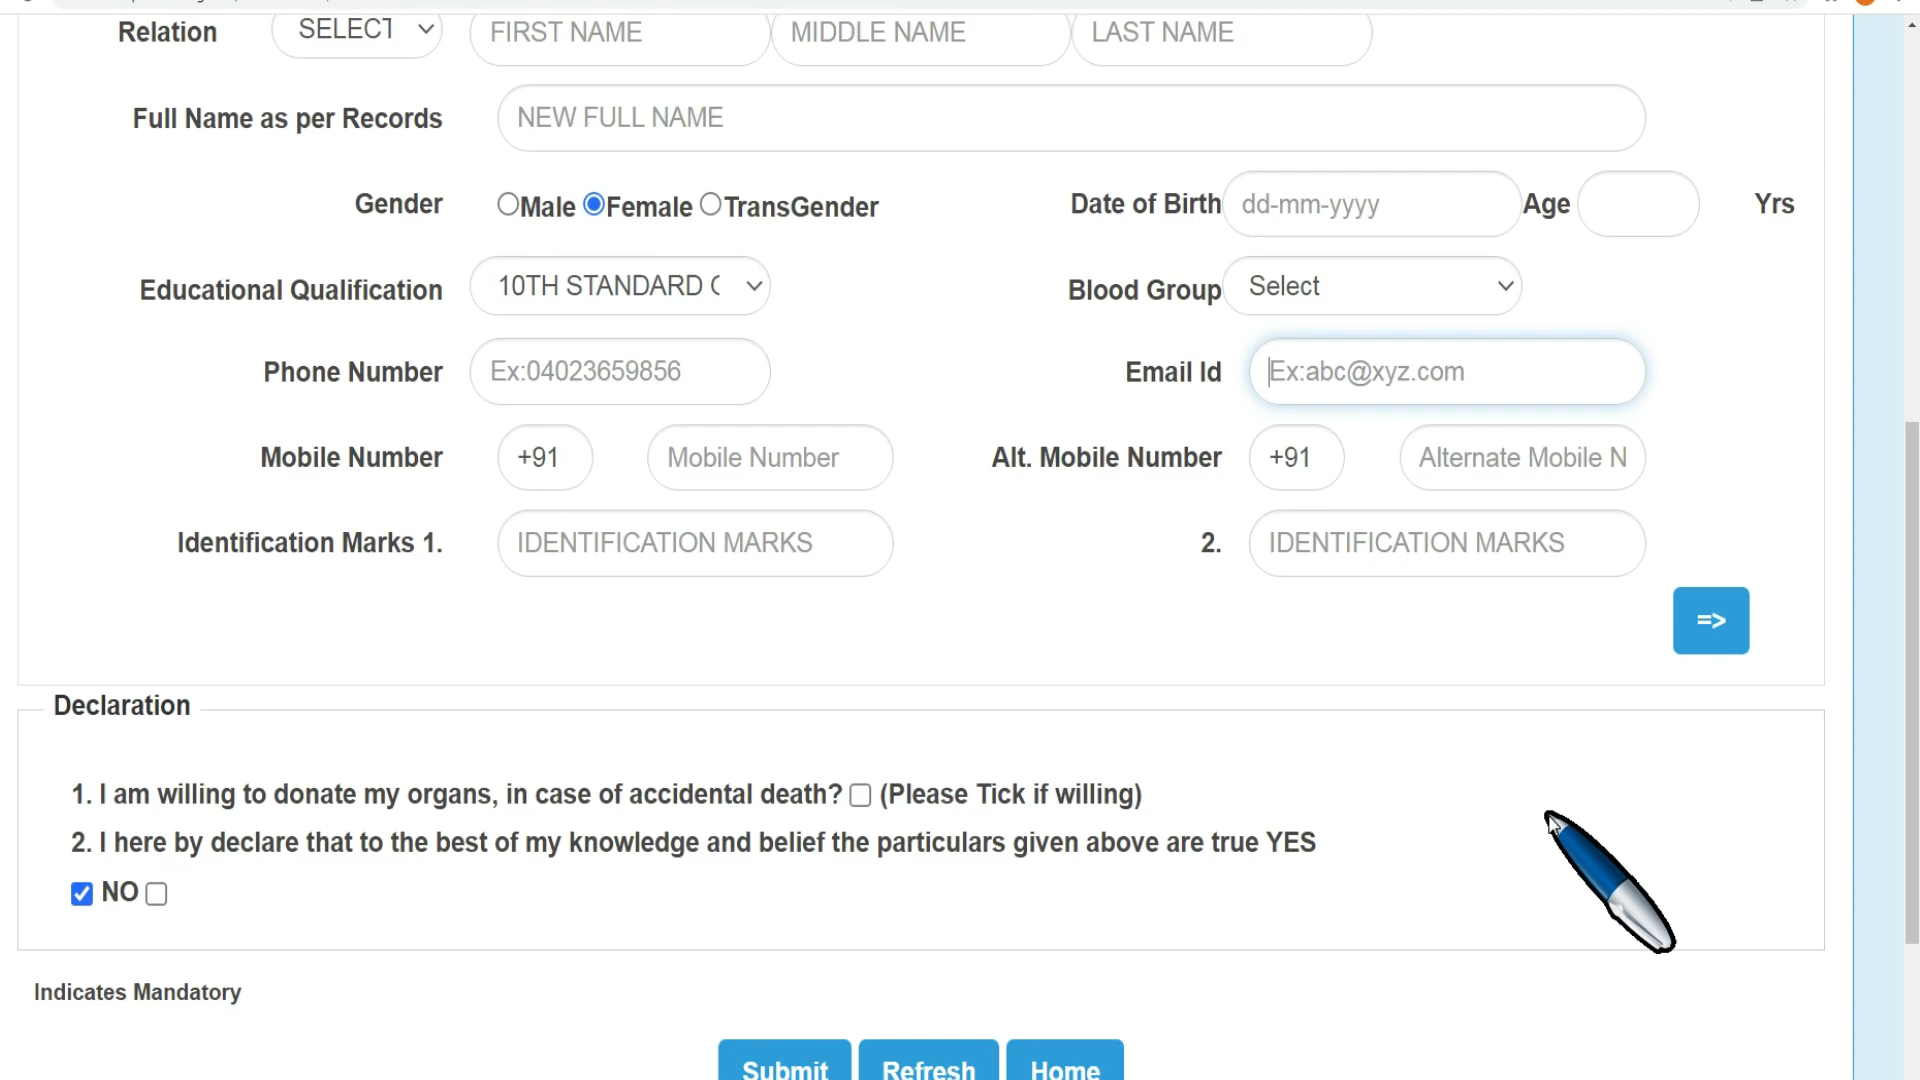 Relation SELECT FIRST NAME MIDDLE NAME LAST NAME
Full Name as per Records NEW FULL NAME
Gender Male Female TransGender Date of Birth dd-mm-yyyy Age Yrs
Educational Qualification 10TH STANDARD Blood Group Select
Phone Number Ex:04023659856 Email Id Ex:abc@xyz.com
Mobile Number +91 Mobile Number Alt. Mobile Number +91 Alternate Mobile N
Identification Marks 1. IDENTIFICATION MARKS 2. IDENTIFICATION MARKS
=>
Declaration
1. I am willing to donate my organs, in case of accidental death? (Please Tick if willing)
2. I here by declare that to the best of my knowledge and belief the particulars given above are true YES
NO
Indicates Mandatory
Submit Refresh Home